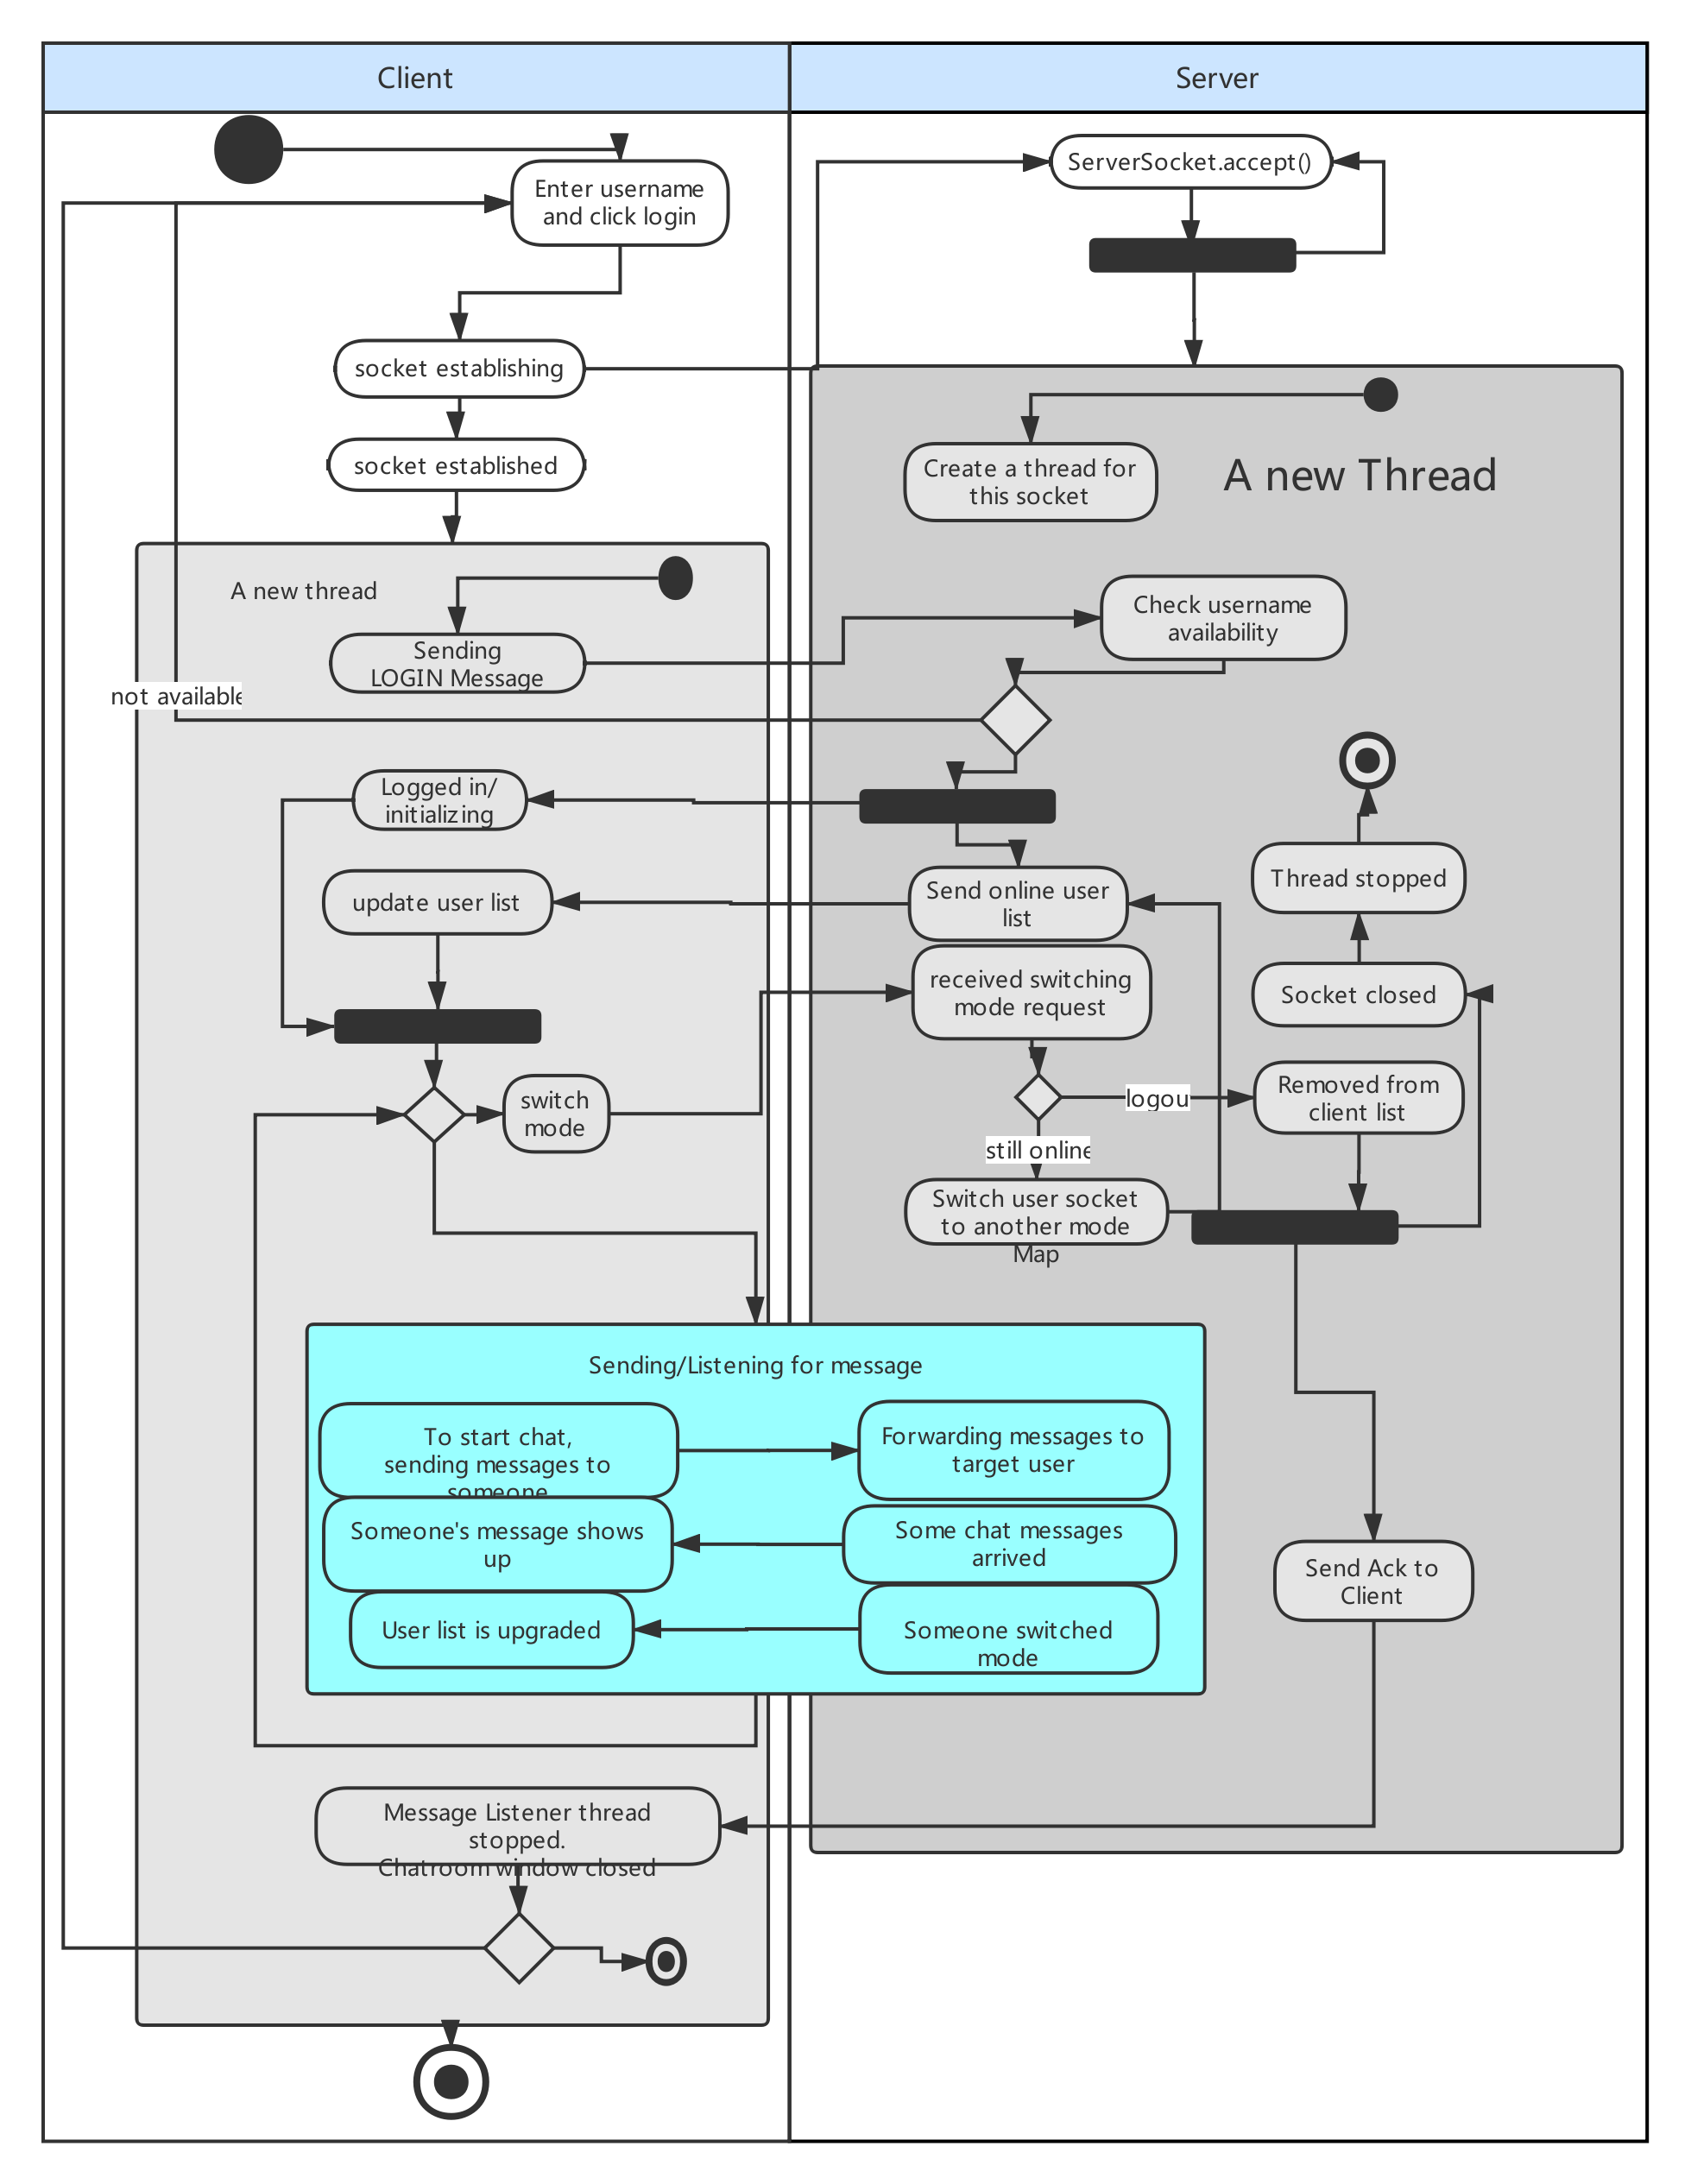 Client
Server
Enter username
and click login
ServerSocket.accept()
socket establishing
socket established
Create a thread for
this socket
A new Thread
A new thread
Sending
LOGIN Message
Check username
availability
not available
Logged in/
initializing
update user list
Send online user
list
Thread stopped
received switching
mode request
Socket closed
switch
mode
logou
Removed from
client list
still online
Switch user socket
to another mode
Map
Sending/Listening for message
To start chat,
sending messages to
someone
Forwarding messages to
target user
Someone's message shows
up
Some chat messages
arrived
User list is upgraded
Someone switched
mode
Send Ack to
Client
Message Listener thread
stopped.
Chatroom window closed